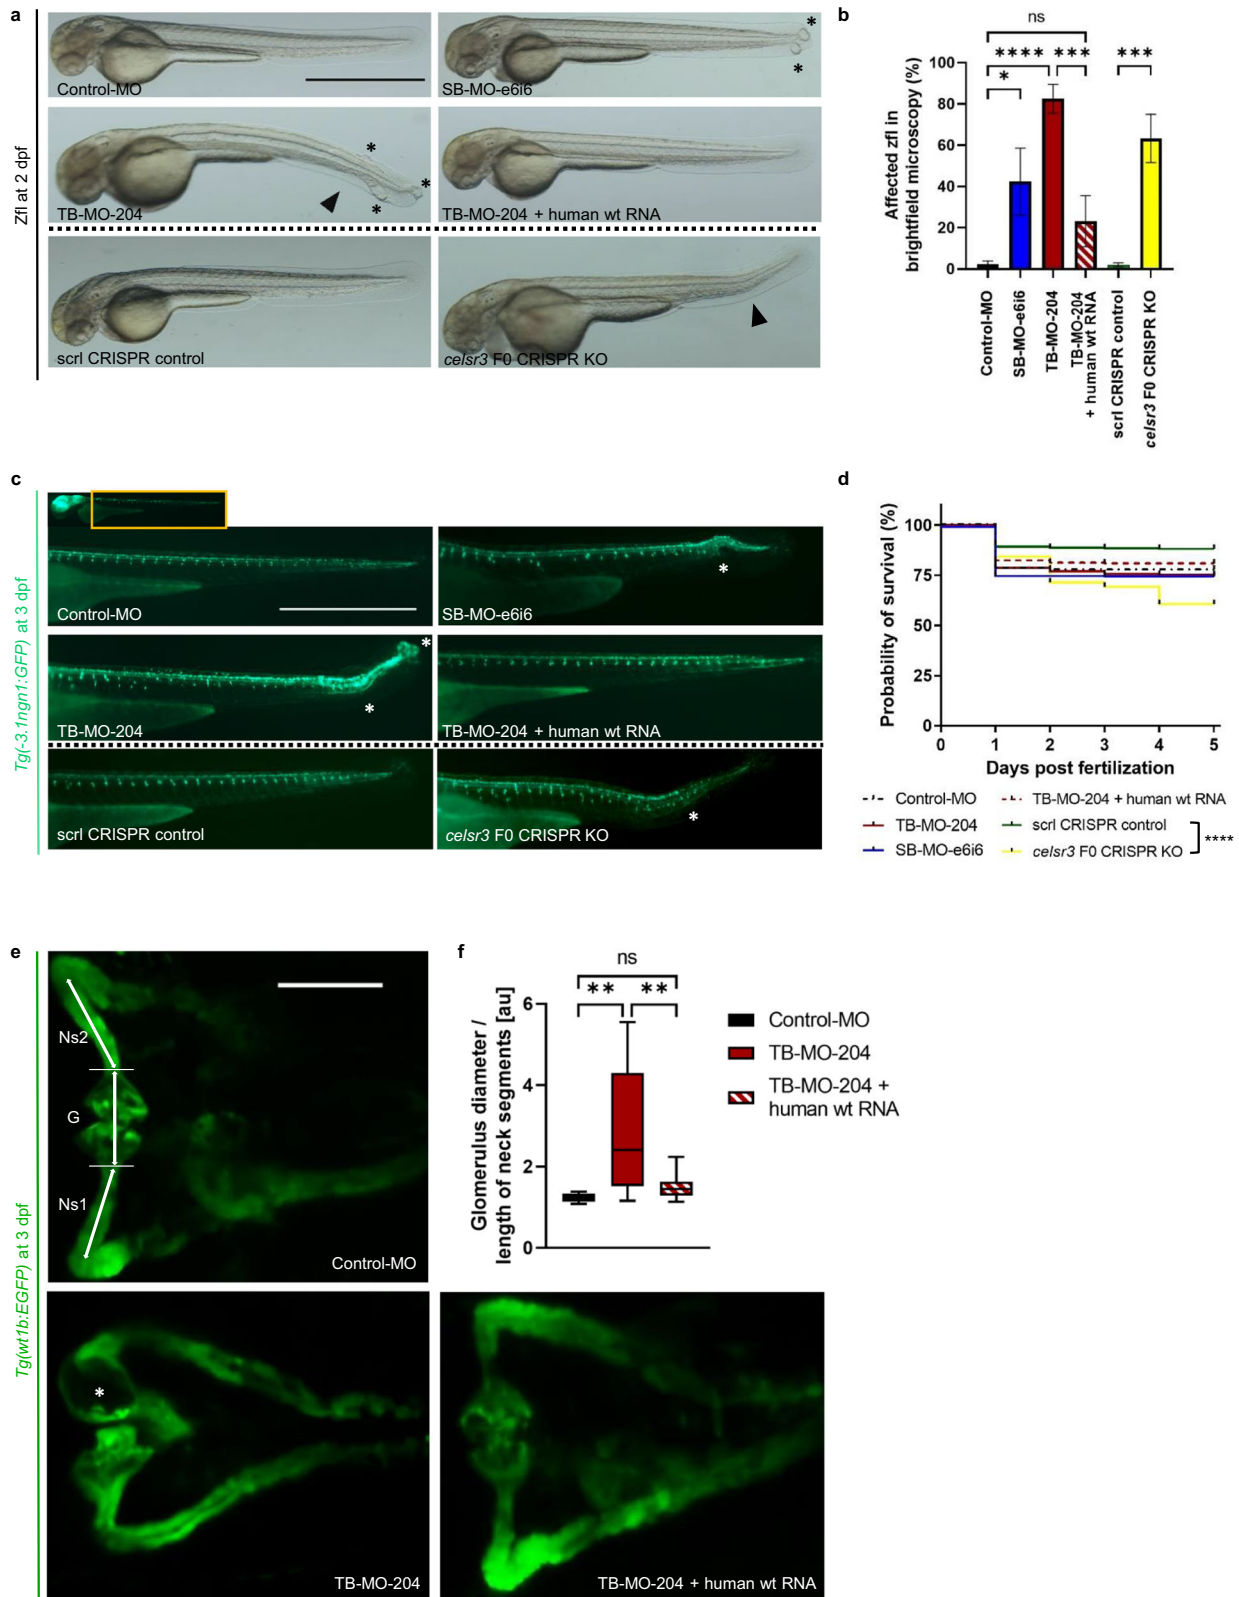 a
Zfl at 2 dpf
Control-MO
SB-MO-e6i6
*
*
TB-MO-204
*
*
*
TB-MO-204 + human wt RNA
scrl CRISPR control
celsr3 F0 CRISPR KO
b
ns
**** ***
***
*
Affected zfl in
brightfield microscopy (%)
100
80
60
40
20
0
Control-MO
SB-MO-e6i6
TB-MO-204
TB-MO-204
+ human wt RNA
scrl CRISPR control
celsr3 F0 CRISPR KO
c
Tg(-3.1ngn1:GFP) at 3 dpf
Control-MO
SB-MO-e6i6
*
TB-MO-204
*
*
TB-MO-204 + human wt RNA
scrl CRISPR control
celsr3 F0 CRISPR KO
*
d
Probability of survival (%)
100
75
50
25
0
0 1 2 3 4 5
Days post fertilization
Control-MO
TB-MO-204 + human wt RNA
TB-MO-204
scrl CRISPR control
SB-MO-e6i6
celsr3 F0 CRISPR KO
****
e
Tg(wt1b:EGFP) at 3 dpf
Ns2
G
Ns1
Control-MO
f
ns
** **
Glomerulus diameter /
length of neck segments [au]
6
4
2
0
Control-MO
TB-MO-204
TB-MO-204 +
human wt RNA
*
TB-MO-204
TB-MO-204 + human wt RNA